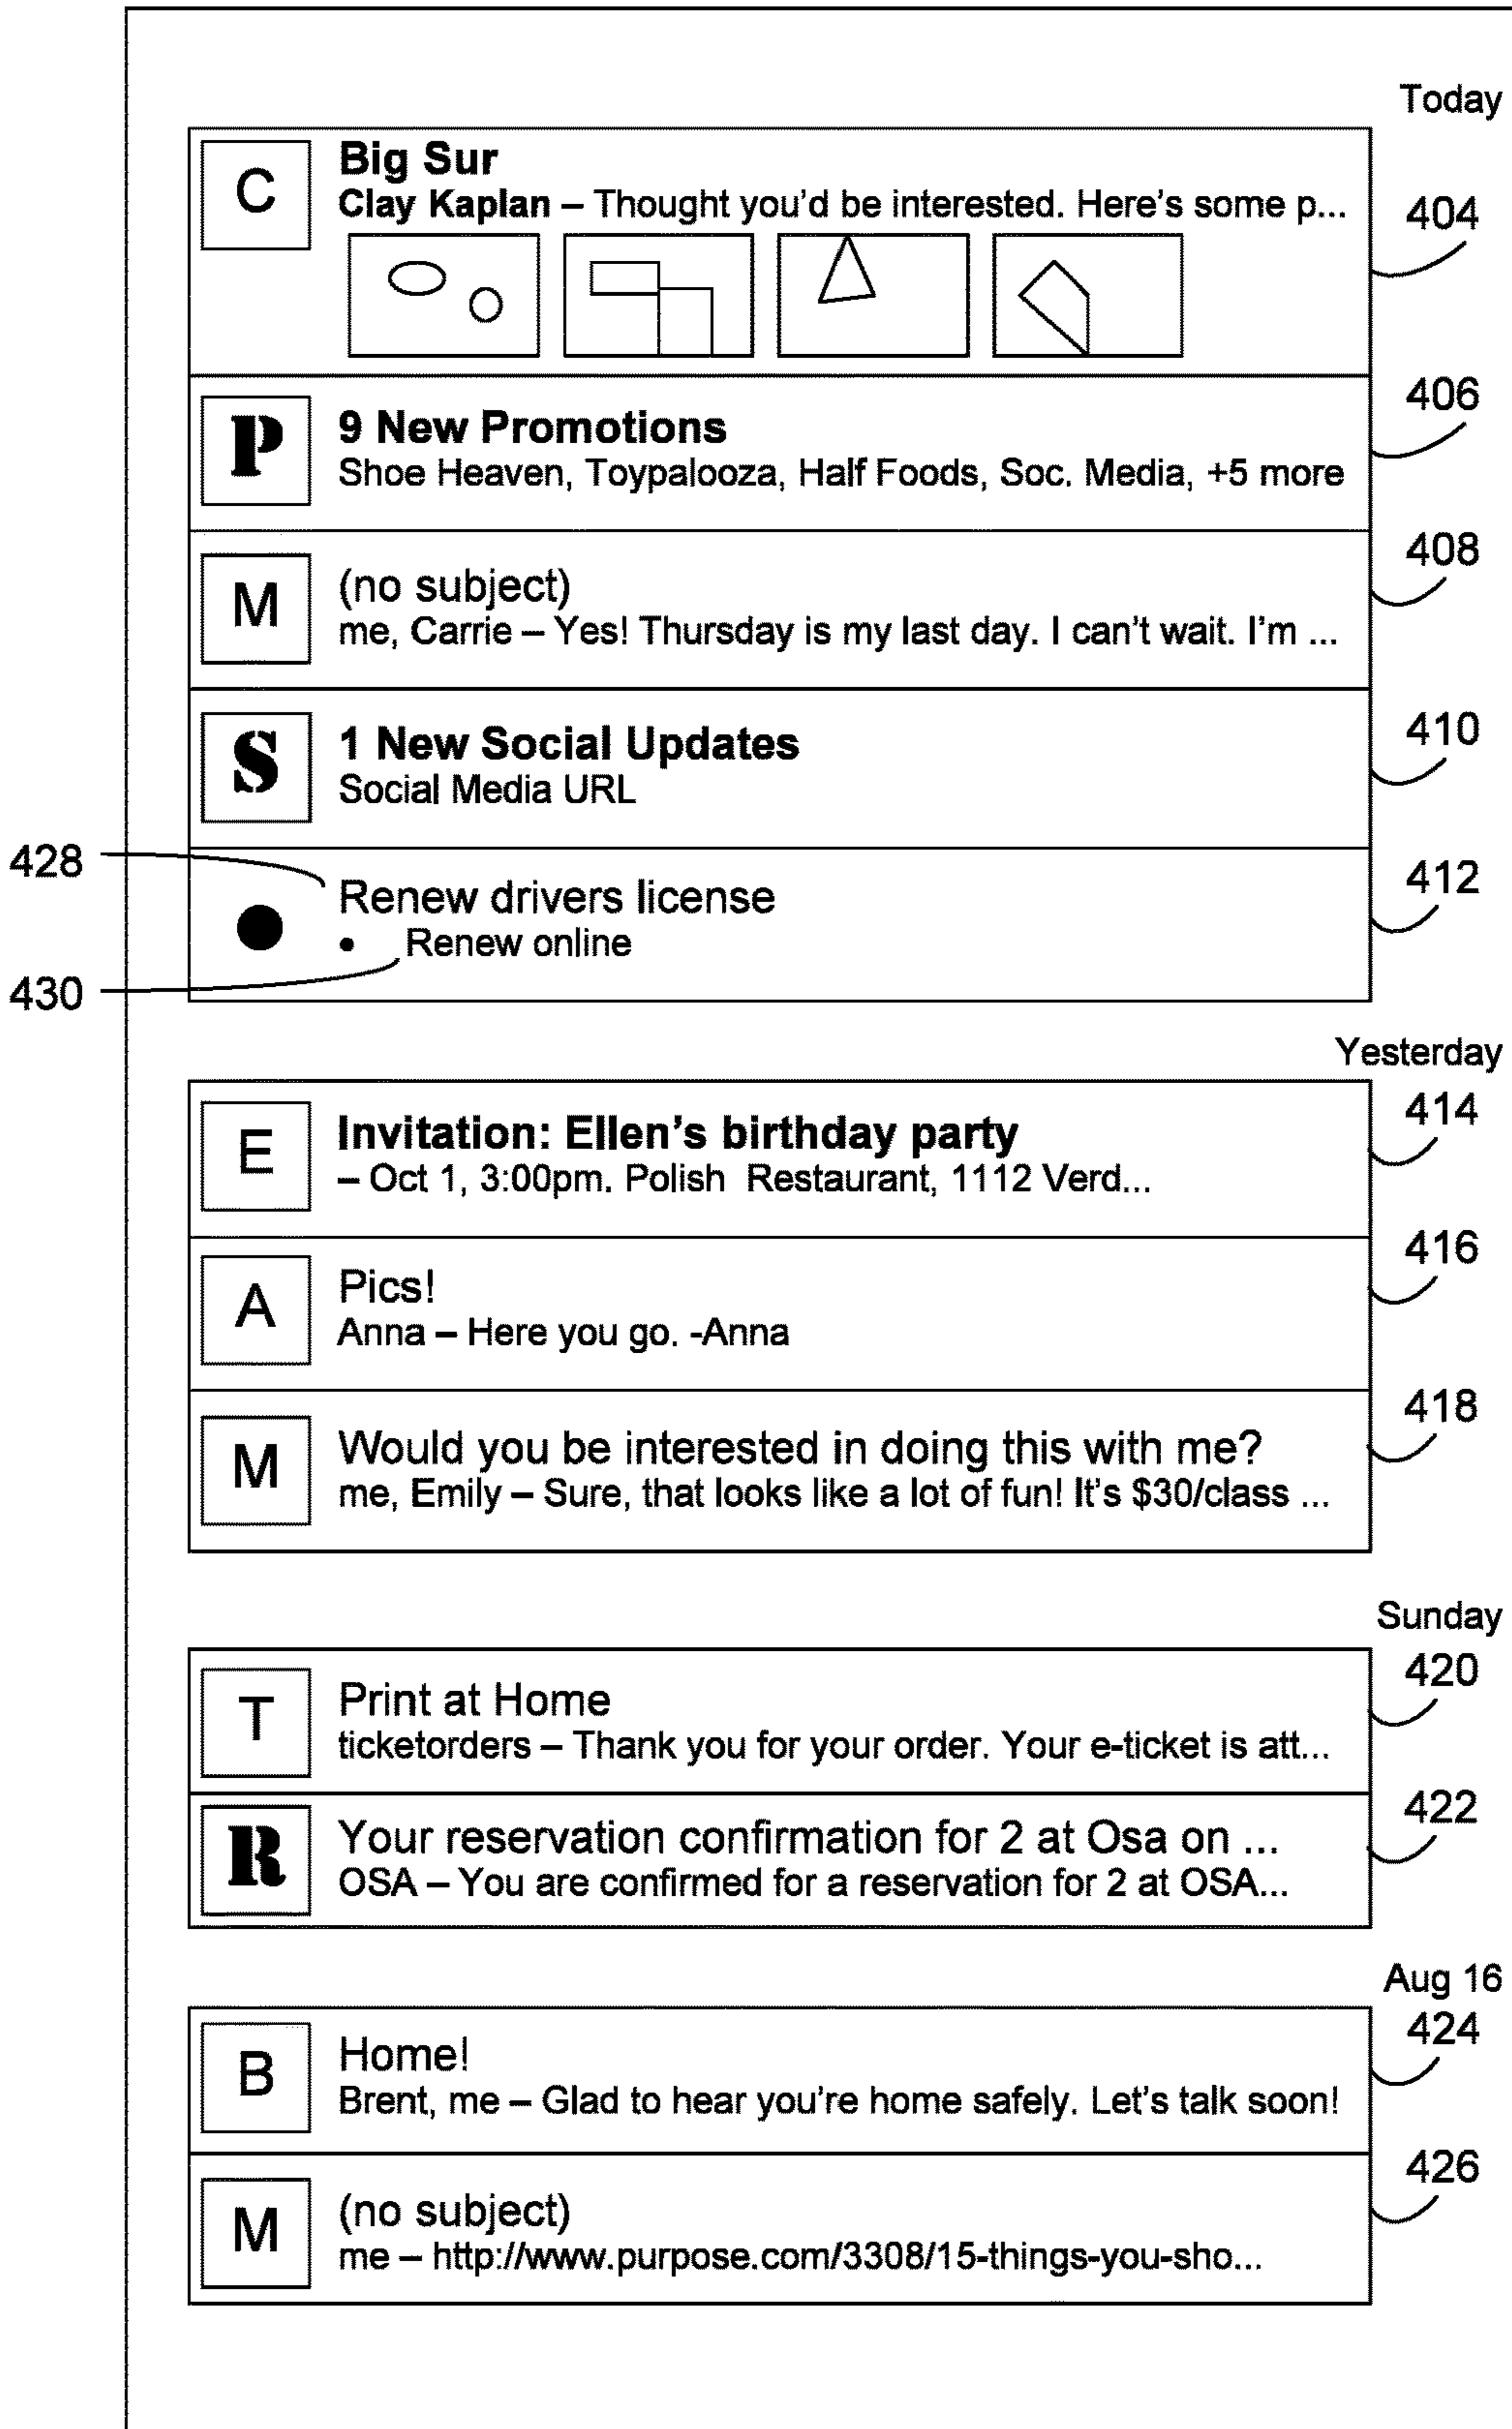 Today
C
Big Sur
Clay Kaplan – Thought you'd be interested. Here's some p...
404
P
9 New Promotions
Shoe Heaven, Toypalooza, Half Foods, Soc. Media, +5 more
406
M
(no subject)
me, Carrie – Yes! Thursday is my last day. I can't wait. I'm ...
408
S
1 New Social Updates
Social Media URL
410
428
Renew drivers license
412
• Renew online
430
Yesterday
E
Invitation: Ellen's birthday party
– Oct 1, 3:00pm. Polish Restaurant, 1112 Verd...
414
A
Pics!
Anna – Here you go. -Anna
416
M
Would you be interested in doing this with me?
me, Emily – Sure, that looks like a lot of fun! It's $30/class ...
418
Sunday
T
Print at Home
ticketorders – Thank you for your order. Your e-ticket is att...
420
R
Your reservation confirmation for 2 at Osa on ...
OSA – You are confirmed for a reservation for 2 at OSA...
422
Aug 16
B
Home!
Brent, me – Glad to hear you're home safely. Let's talk soon!
424
M
(no subject)
me – http://www.purpose.com/3308/15-things-you-sho...
426